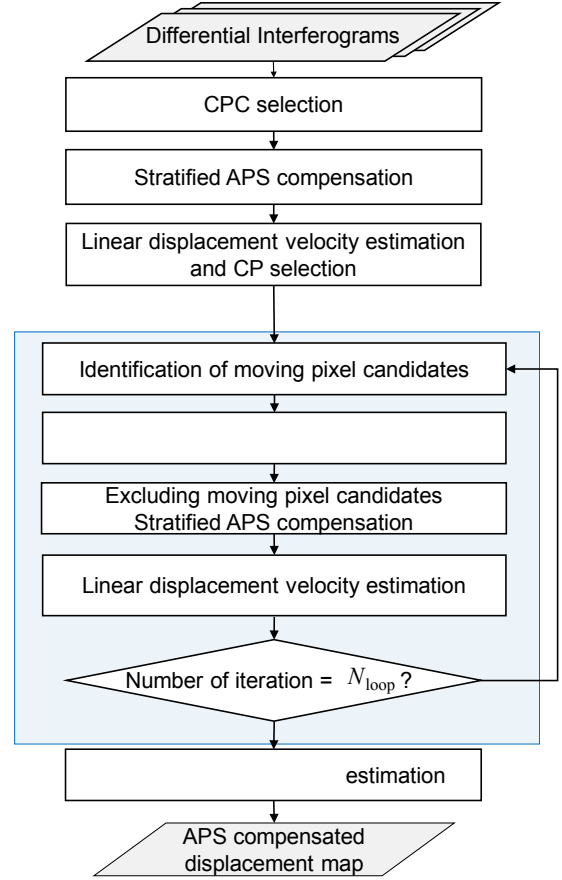 Differential Interferograms
CPC selection
Stratified APS compensation
Linear displacement velocity estimation
and CP selection
Identification of moving pixel candidates
Excluding moving pixel candidates
Stratified APS compensation
Linear displacement velocity estimation
Number of iteration = N_loop ?
estimation
APS compensated
displacement map